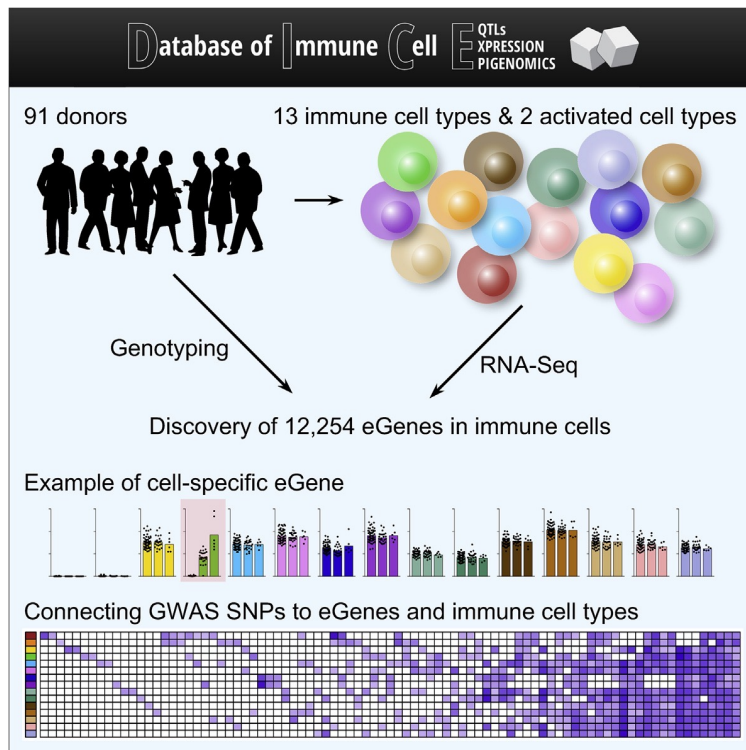 Database of Immune Cell E QTLs
XPRESSION
PIGENOMICS
91 donors
13 immune cell types & 2 activated cell types
Genotyping
RNA-Seq
Discovery of 12,254 eGenes in immune cells
Example of cell-specific eGene
Connecting GWAS SNPs to eGenes and immune cell types